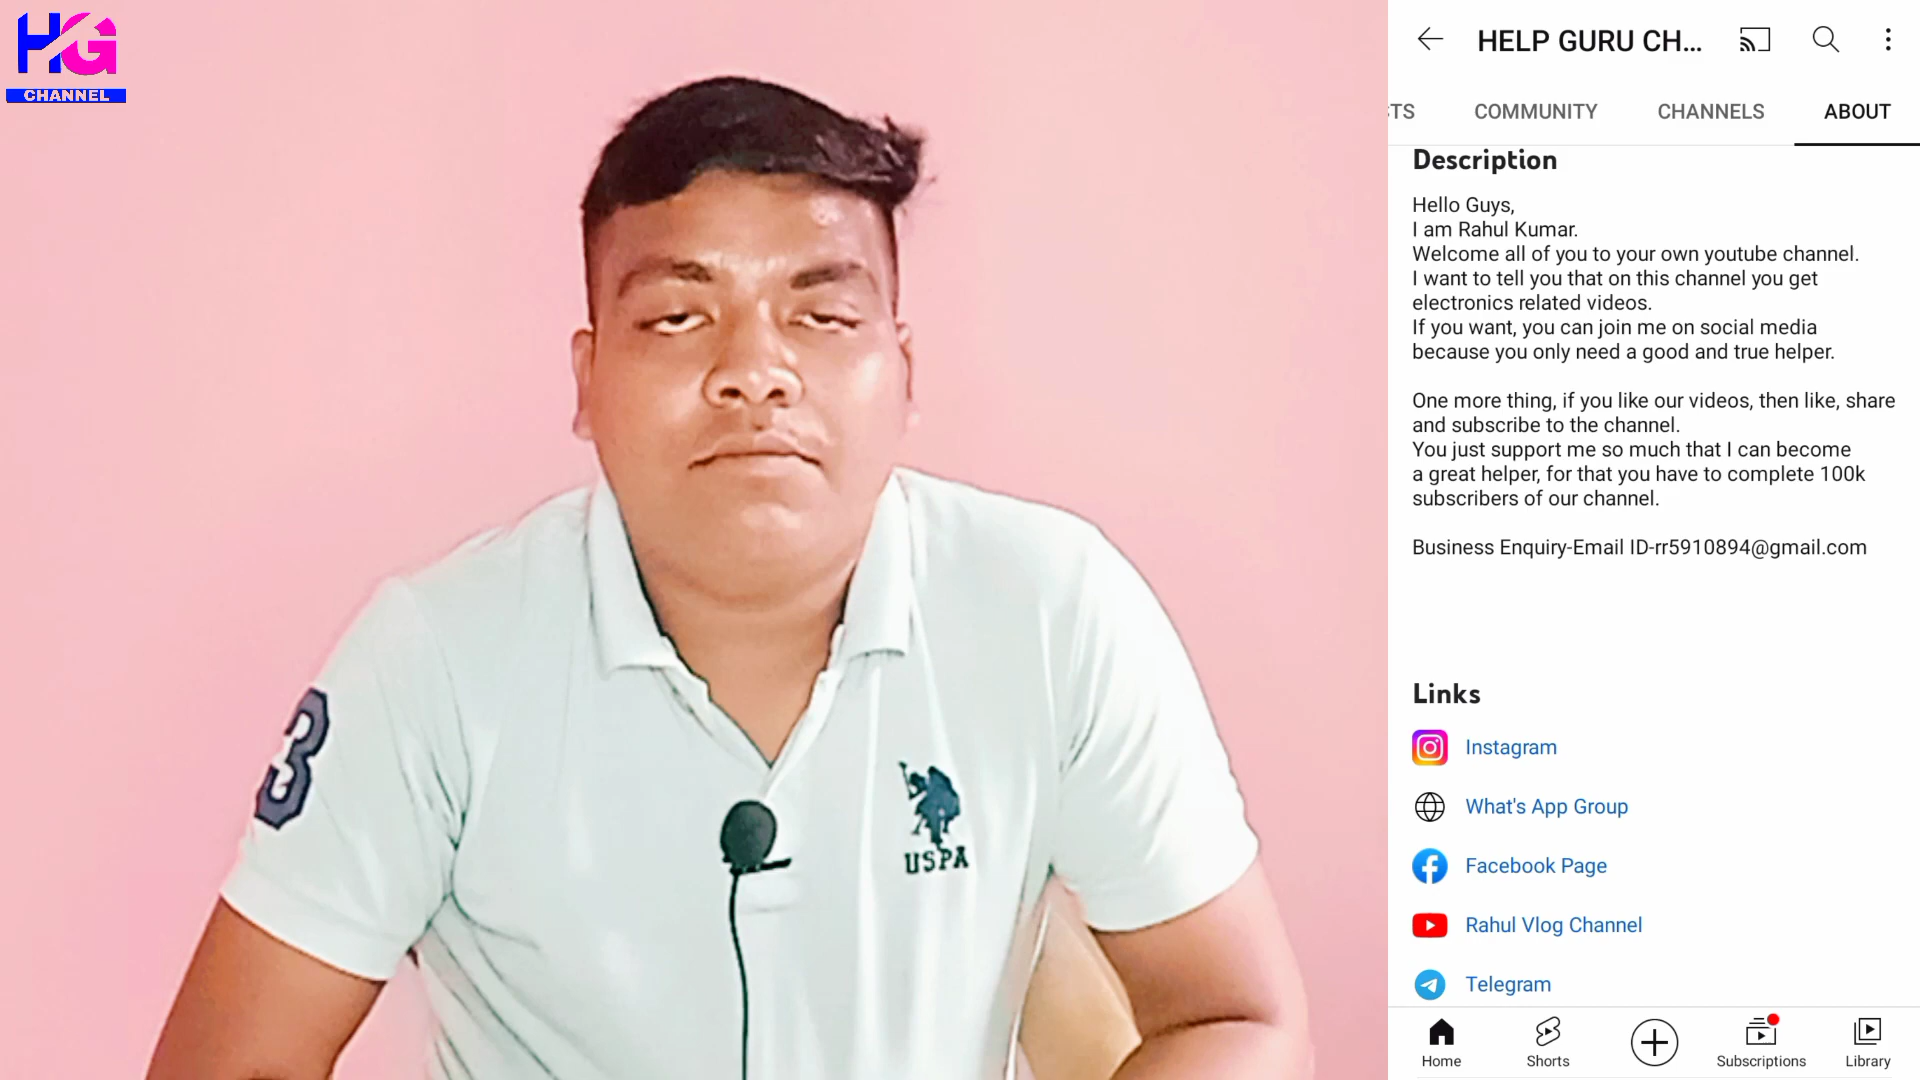 HG
CHANNEL
3
USPA
HELP GURU CH...
TS
COMMUNITY
CHANNELS
ABOUT
Description
Hello Guys,
I am Rahul Kumar.
Welcome all of you to your own youtube channel.
I want to tell you that on this channel you get
electronics related videos.
If you want, you can join me on social media
because you only need a good and true helper.
One more thing, if you like our videos, then like, share
and subscribe to the channel.
You just support me so much that I can become
a great helper, for that you have to complete 100k
subscribers of our channel.
Business Enquiry-Email ID-rr5910894@gmail.com
Links
Instagram
What's App Group
Facebook Page
Rahul Vlog Channel
Telegram
Home
Shorts
Subscriptions
Library